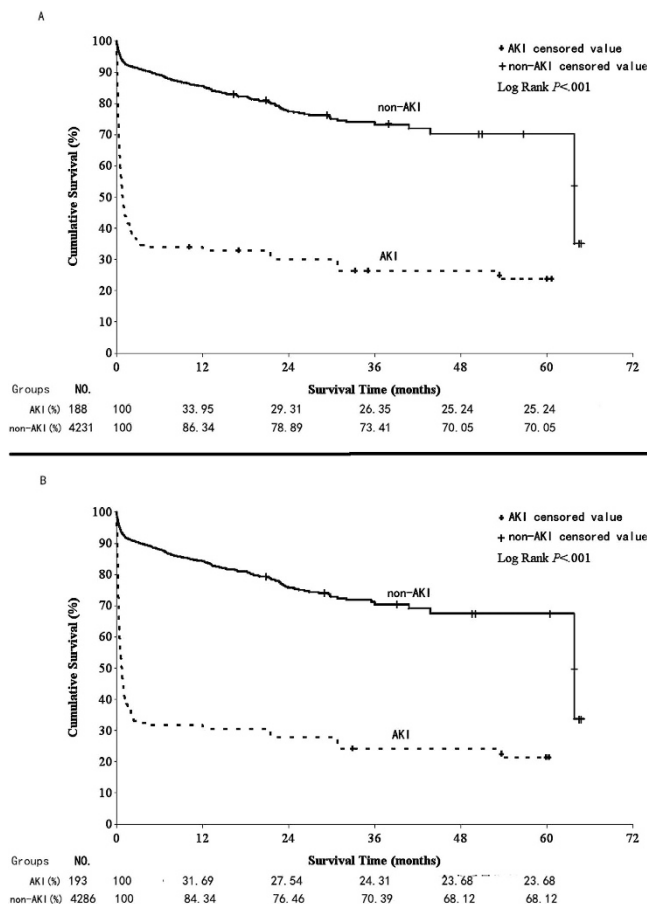 A
100
90
80
70
60
50
40
30
20
10
0
Cumulative Survival (%)
AKI censored value
non-AKI censored value
Log Rank P<.001
non-AKI
AKI
0 12 24 36 48 60 72
Survival Time (months)
Groups NO.
AKI(%) 188 100 33.95 29.31 26.35 25.24 25.24
non-AKI(%) 4231 100 86.34 78.89 73.41 70.05 70.05
B
100
90
80
70
60
50
40
30
20
10
0
Cumulative Survival (%)
AKI censored value
non-AKI censored value
Log Rank P<.001
non-AKI
AKI
0 12 24 36 48 60 72
Survival Time (months)
Groups NO.
AKI(%) 193 100 31.69 27.54 24.31 23.68 23.68
non-AKI(%) 4286 100 84.34 76.46 70.39 68.12 68.12